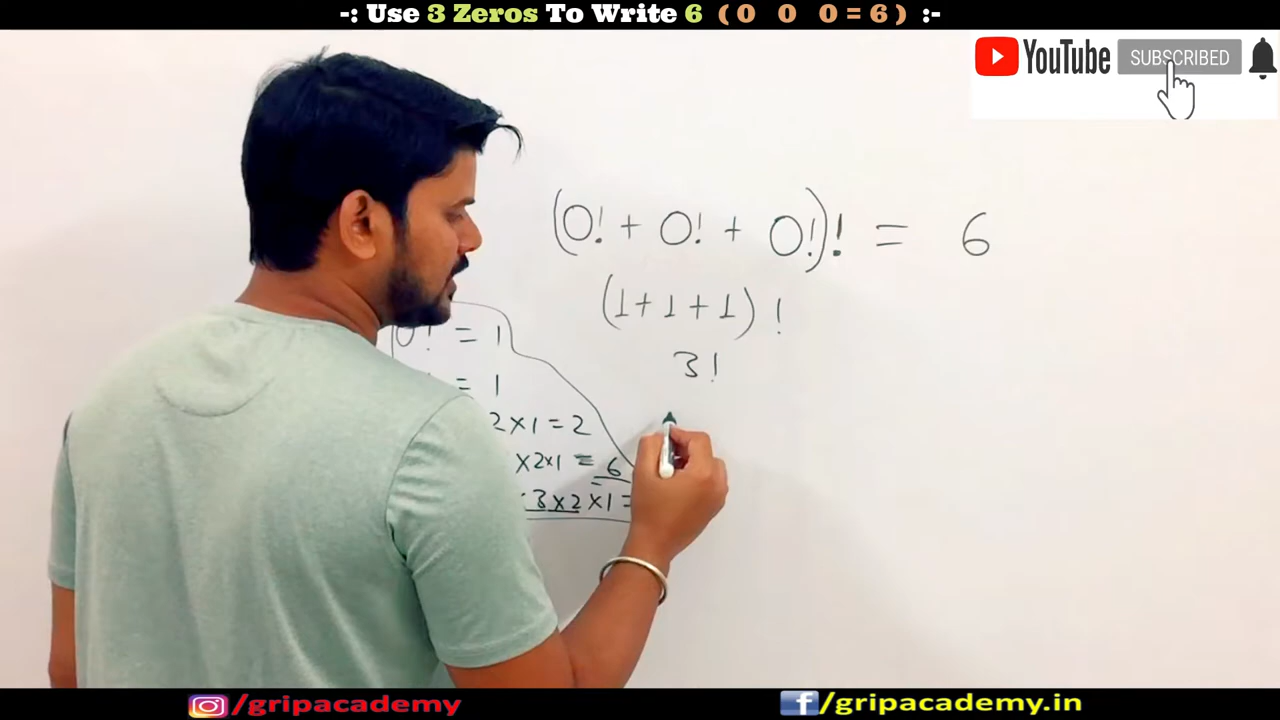 -: Use 3 Zeros To Write 6 ( 0 0 0 = 6 ) :-
YouTube SUBSCRIBED
(0! + 0! + 0!)! = 6
(1+1+1)!
3!
0! = 1
= 1
2×1 = 2
×2×1 = 6
3×2×1 =
/gripacademy
/gripacademy.in